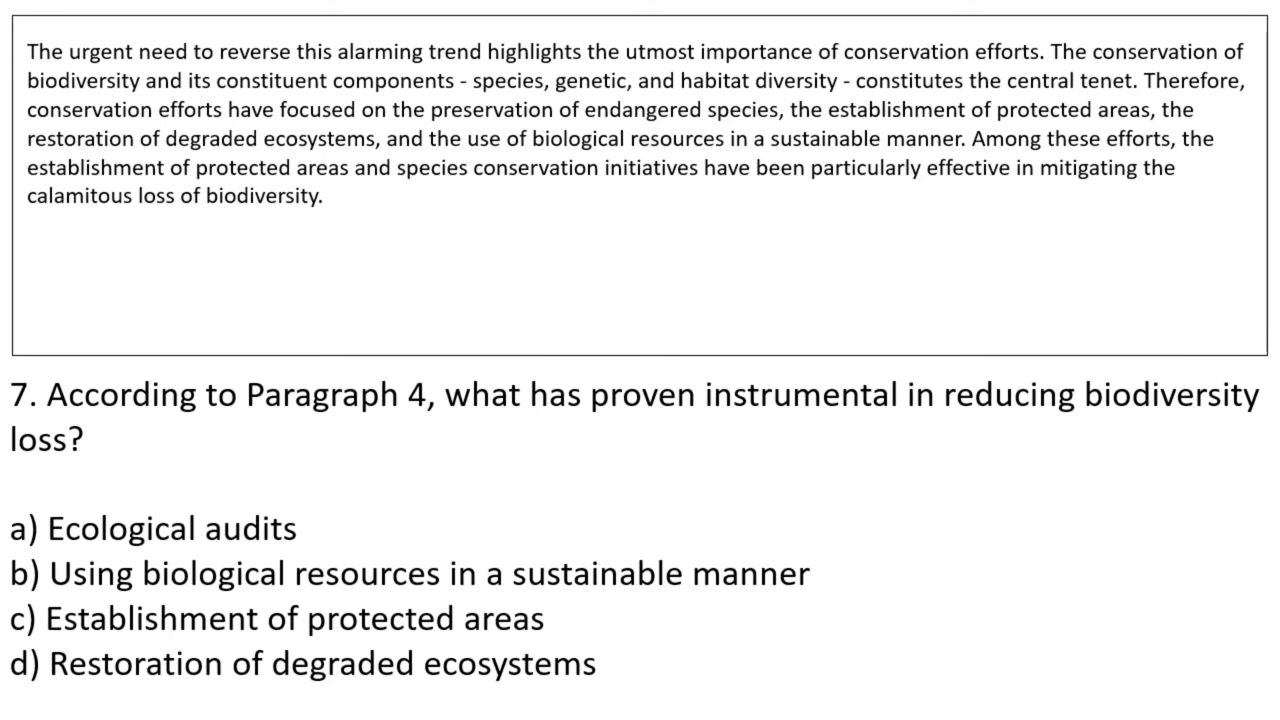 The urgent need to reverse this alarming trend highlights the utmost importance of conservation efforts. The conservation of
biodiversity and its constituent components - species, genetic, and habitat diversity - constitutes the central tenet. Therefore,
conservation efforts have focused on the preservation of endangered species, the establishment of protected areas, the
restoration of degraded ecosystems, and the use of biological resources in a sustainable manner. Among these efforts, the
establishment of protected areas and species conservation initiatives have been particularly effective in mitigating the
calamitous loss of biodiversity.
7. According to Paragraph 4, what has proven instrumental in reducing biodiversity
loss?
a) Ecological audits
b) Using biological resources in a sustainable manner
c) Establishment of protected areas
d) Restoration of degraded ecosystems